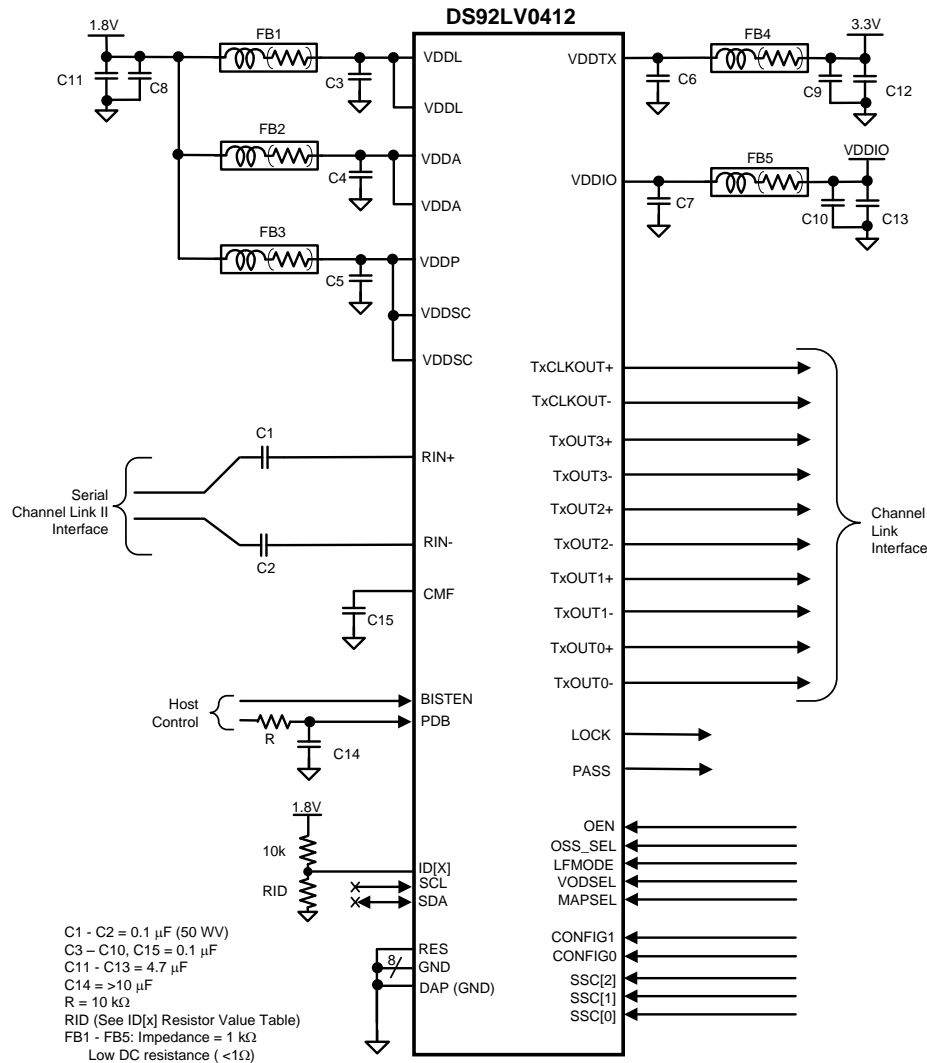 DS92LV0412
1.8V
FB1
C11
C8
C3
VDDL
VDDL
FB2
C4
VDDA
VDDA
FB3
C5
VDDP
VDDSC
VDDSC
3.3V
FB4
VDDTX
C6
C9
C12
VDDIO
FB5
VDDIO
C7
C10
C13
C1
RIN+
Serial
Channel Link II
Interface
RIN-
C2
CMF
C15
TxCLKOUT+
TxCLKOUT-
TxOUT3+
TxOUT3-
TxOUT2+
TxOUT2-
TxOUT1+
TxOUT1-
TxOUT0+
TxOUT0-
Channel
Link
Interface
Host
Control
BISTEN
PDB
R
C14
LOCK
PASS
1.8V
10k
RID
ID[X]
SCL
SDA
OEN
OSS_SEL
LFMODE
VODSEL
MAPSEL
CONFIG1
CONFIG0
SSC[2]
SSC[1]
SSC[0]
RES
8
GND
DAP (GND)
C1 - C2 = 0.1 μF (50 WV)
C3 – C10, C15 = 0.1 μF
C11 - C13 = 4.7 μF
C14 = >10 μF
R = 10 kΩ
RID (See ID[x] Resistor Value Table)
FB1 - FB5: Impedance = 1 kΩ
Low DC resistance ( <1Ω)